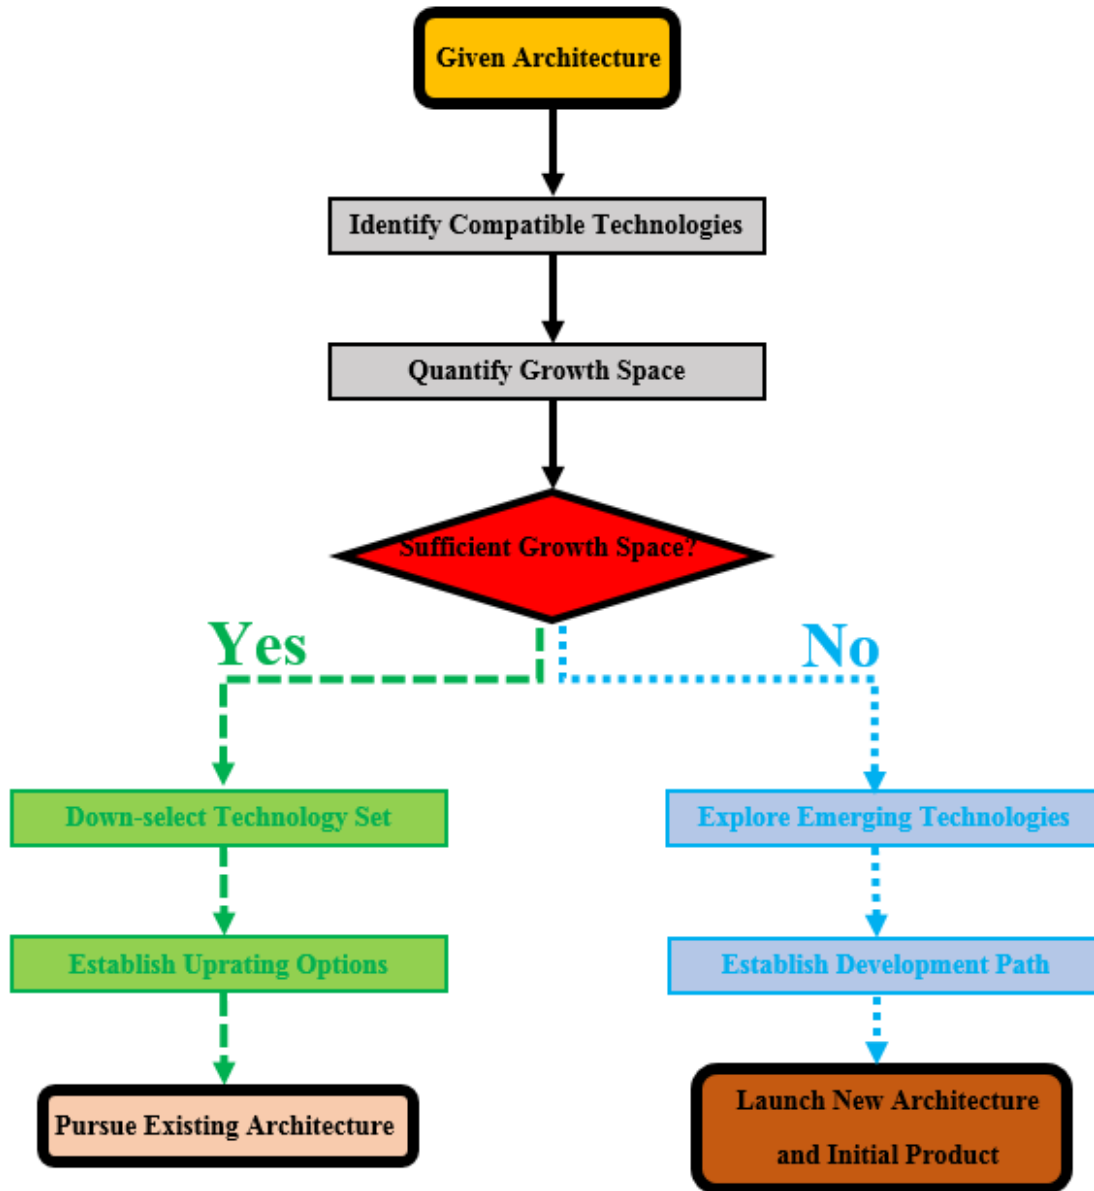 Given Architecture
Identify Compatible Technologies
Quantify Growth Space
Sufficient Growth Space?
Yes
No
Down-select Technology Set
Explore Emerging Technologies
Establish Uprating Options
Establish Development Path
Pursue Existing Architecture
Launch New Architecture
and Initial Product